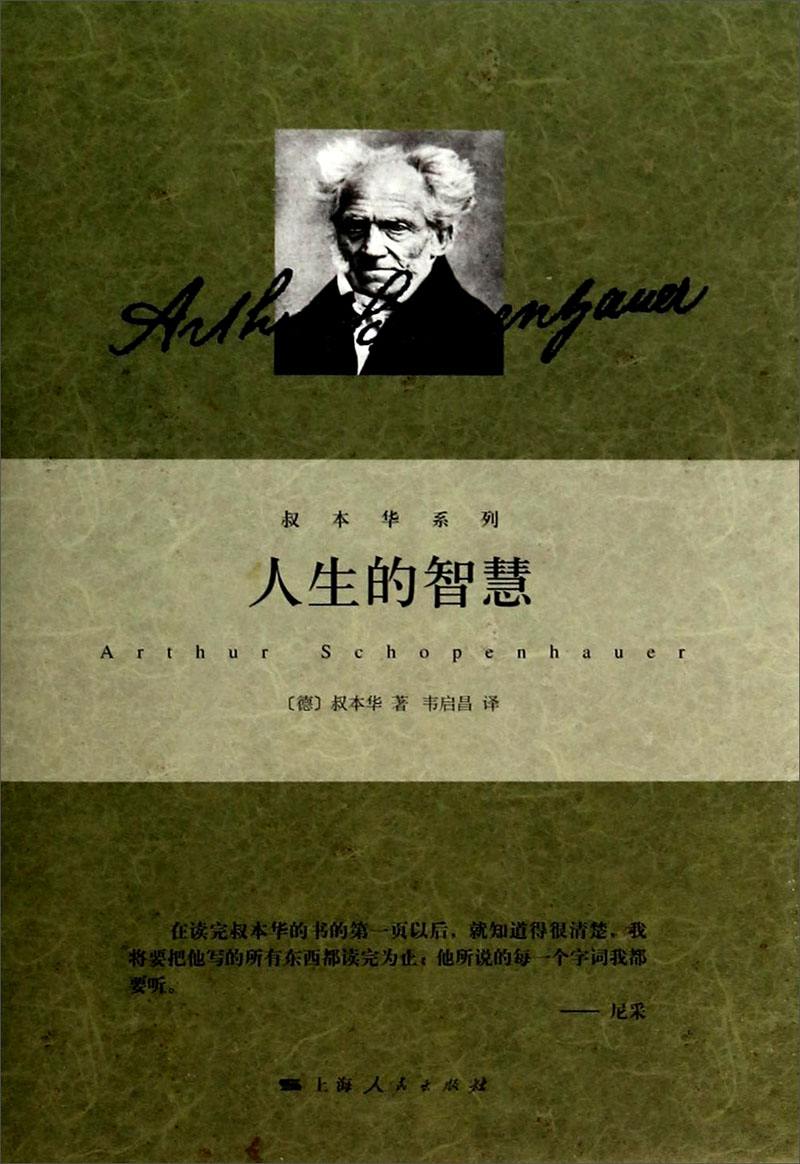 Arthur Schopenhauer
叔本华系列
人生的智慧
Arthur Schopenhauer
〔德〕叔本华 著 韦启昌 译
在读完叔本华的书的第一页以后，就知道得很清楚，我
将要把他写的所有东西都读完为止；他所说的每一个字词我都
要听。
—— 尼采
上海人民出版社